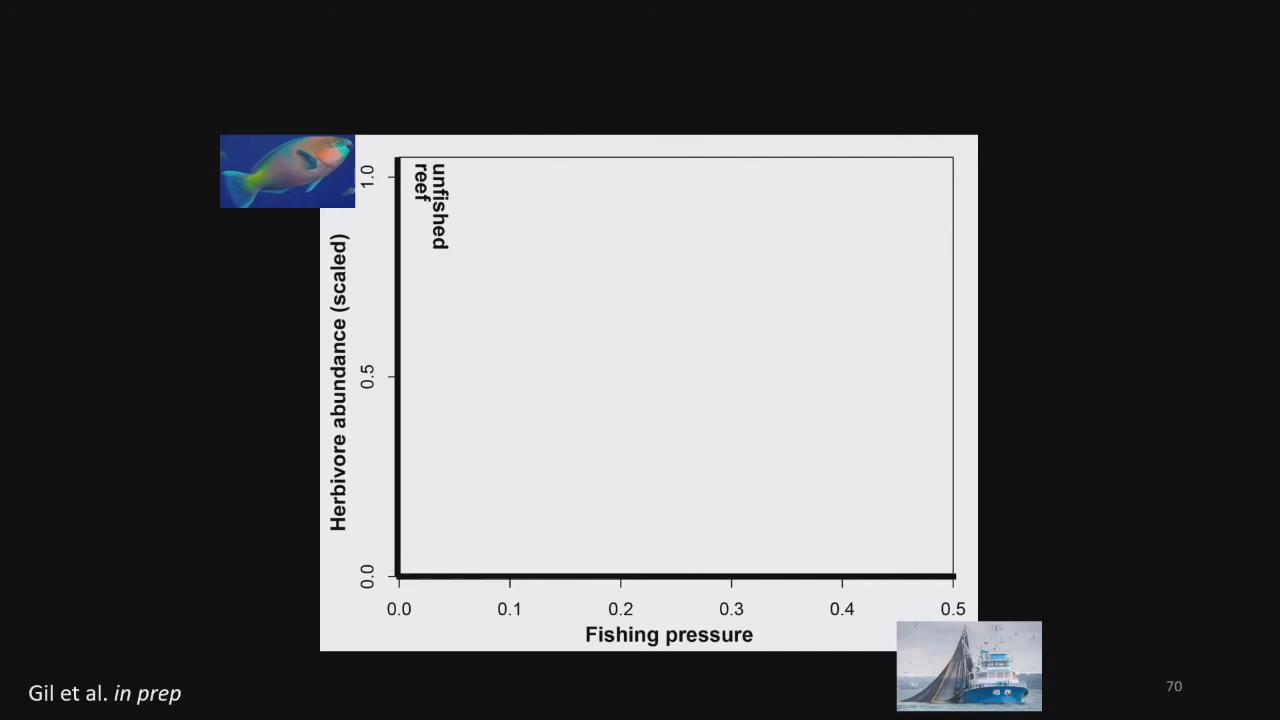 1.0
unfished
reef
Herbivore abundance (scaled)
0.5
0.0
0.0 0.1 0.2 0.3 0.4 0.5
Fishing pressure
Gil et al. in prep
70